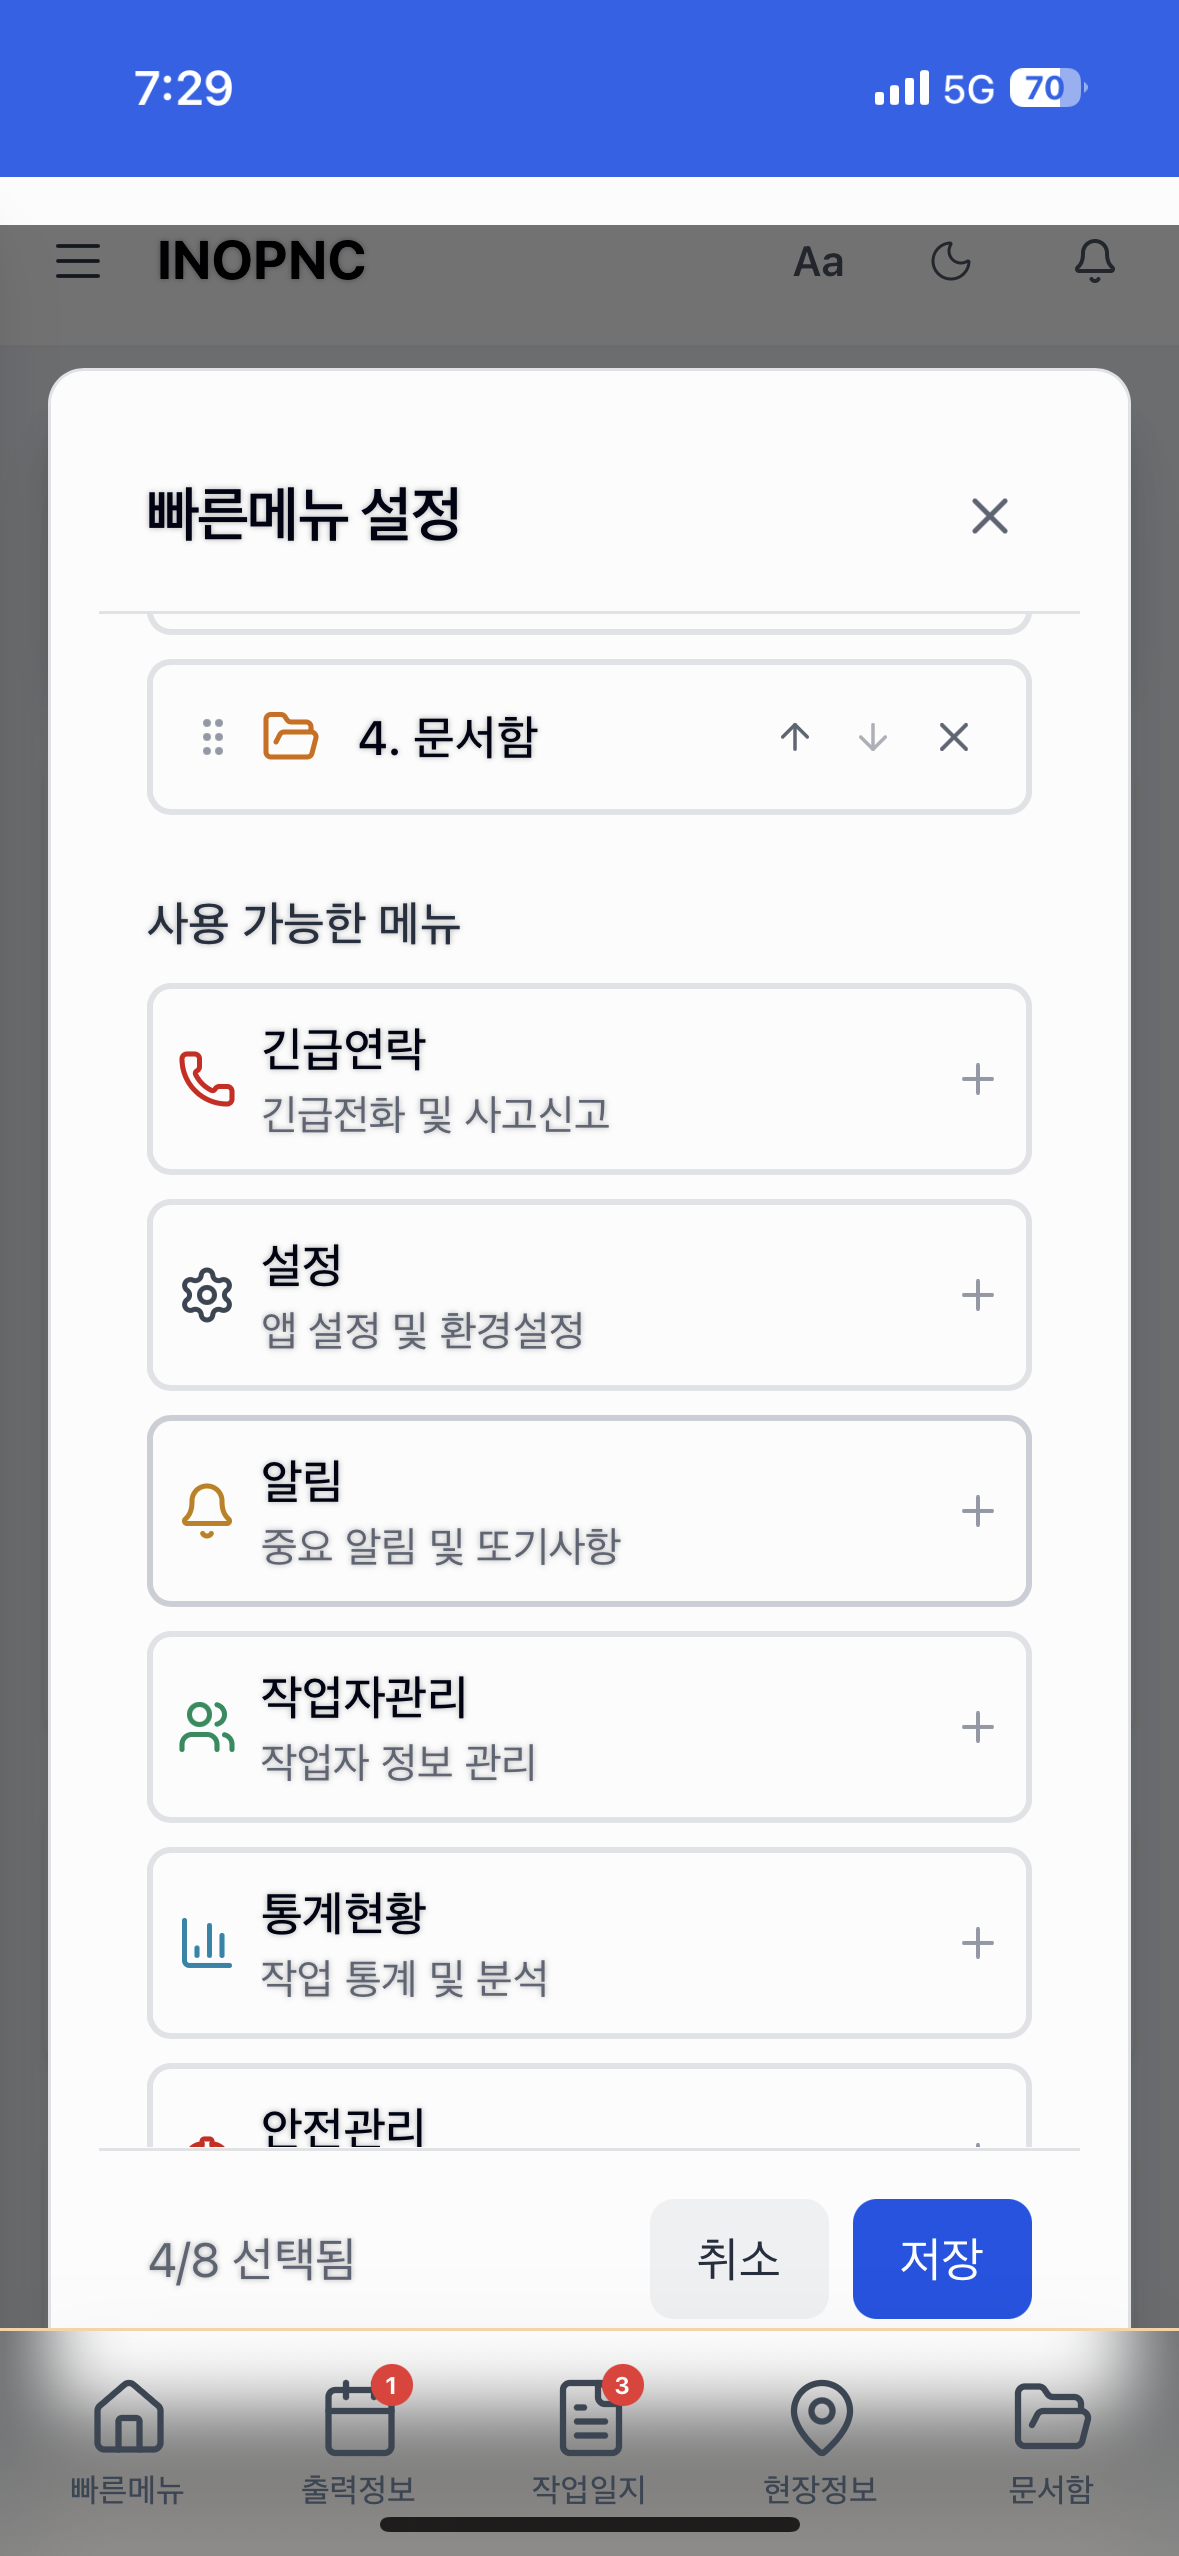 7:29
5G 70
INOPNC
Aa
빠른메뉴 설정
4. 문서함
사용 가능한 메뉴
긴급연락
긴급전화 및 사고신고
설정
앱 설정 및 환경설정
알림
중요 알림 및 또기사항
작업자관리
작업자 정보 관리
통계현황
작업 통계 및 분석
안전관리
4/8 선택됨
취소
저장
1
3
빠른메뉴
출력정보
작업일지
현장정보
문서함